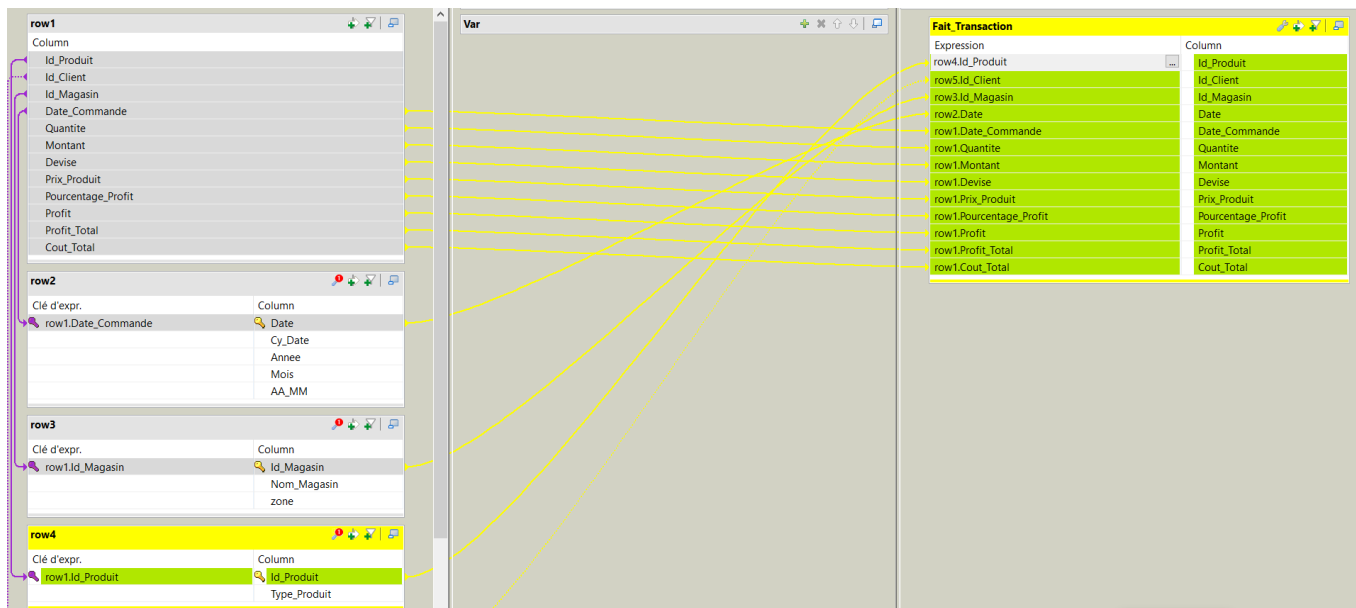 row1
Column
Id_Produit
Id_Client
Id_Magasin
Date_Commande
Quantite
Montant
Devise
Prix_Produit
Pourcentage_Profit
Profit
Profit_Total
Cout_Total
row2
Clé d'expr. Column
row1.Date_Commande Date
Cy_Date
Annee
Mois
AA_MM
row3
Clé d'expr. Column
row1.Id_Magasin Id_Magasin
Nom_Magasin
zone
row4
Clé d'expr. Column
row1.Id_Produit Id_Produit
Type_Produit
Var
Fait_Transaction
Expression Column
row4.Id_Produit ... Id_Produit
row5.Id_Client Id_Client
row3.Id_Magasin Id_Magasin
row2.Date Date
row1.Date_Commande Date_Commande
row1.Quantite Quantite
row1.Montant Montant
row1.Devise Devise
row1.Prix_Produit Prix_Produit
row1.Pourcentage_Profit Pourcentage_Profit
row1.Profit Profit
row1.Profit_Total Profit_Total
row1.Cout_Total Cout_Total